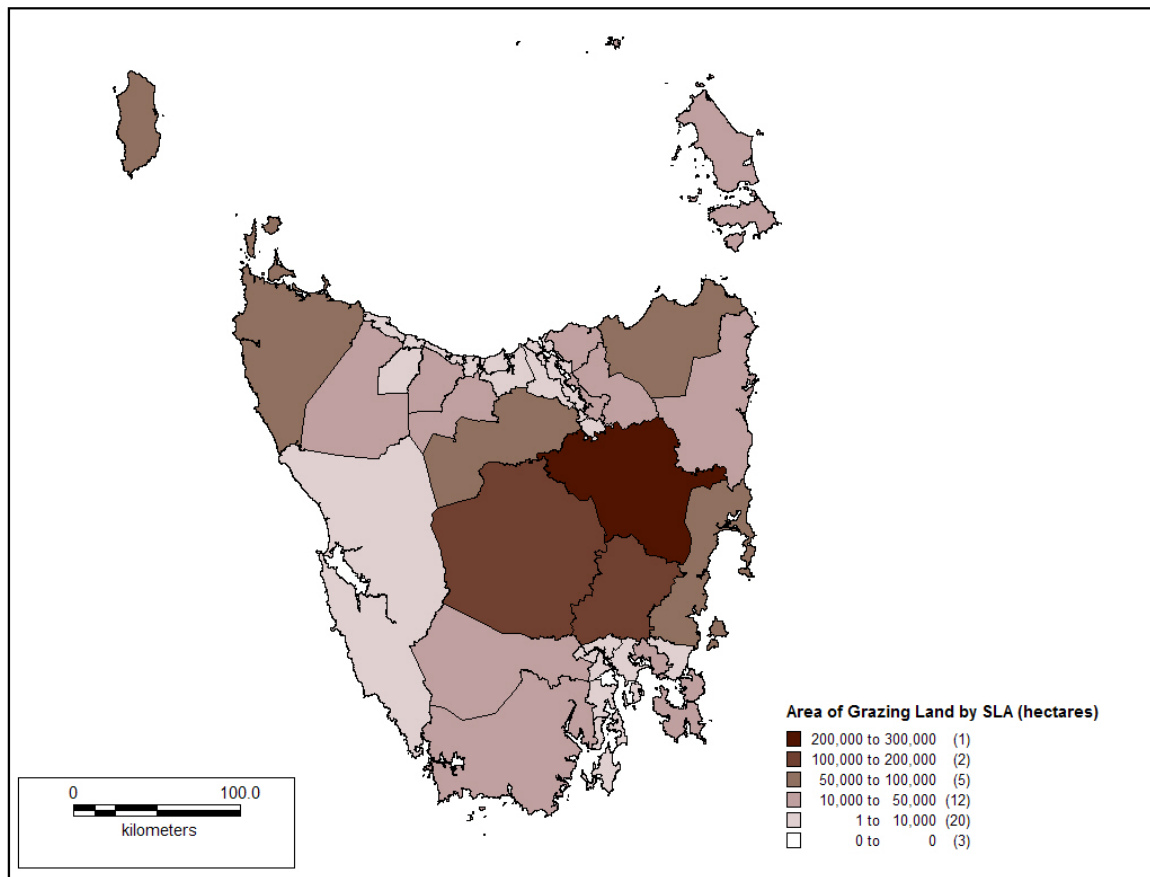 Area of Grazing Land by SLA (hectares)
200,000 to 300,000 (1)
100,000 to 200,000 (2)
50,000 to 100,000 (5)
10,000 to 50,000 (12)
1 to 10,000 (20)
0 to 0 (3)
0 100.0
kilometers